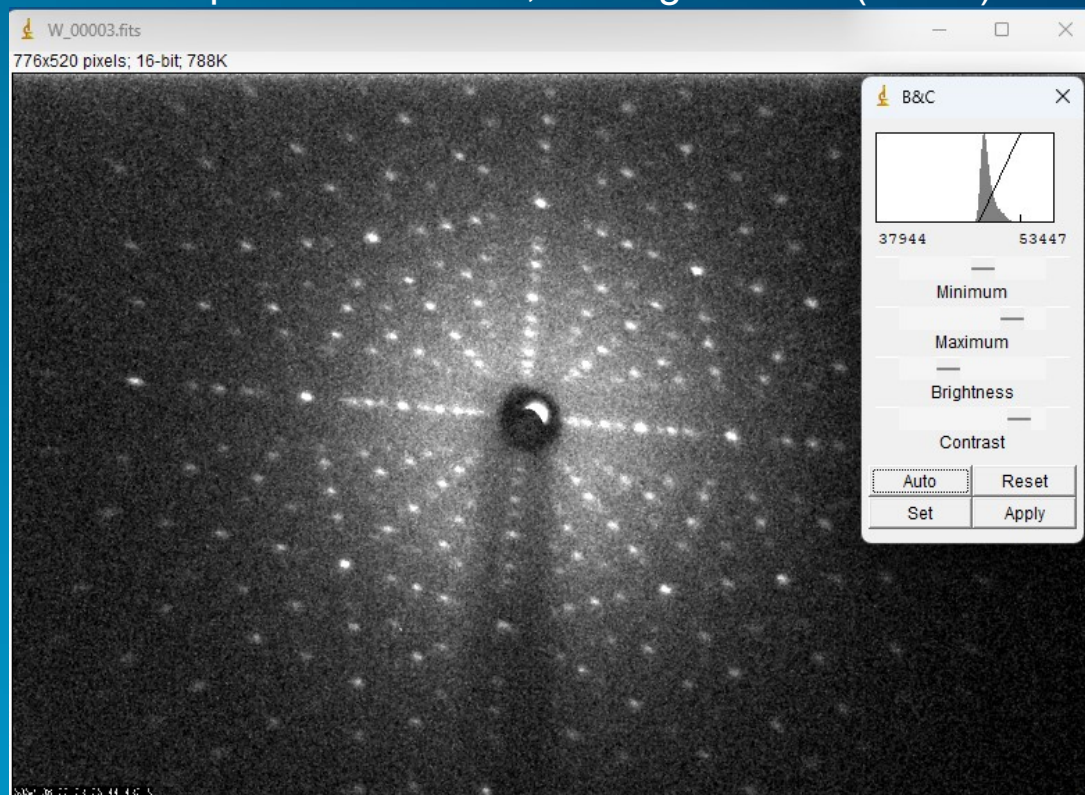 W_00003.fits
776x520 pixels; 16-bit; 788K
B&C
37944 53447
Minimum
Maximum
Brightness
Contrast
Auto Reset
Set Apply